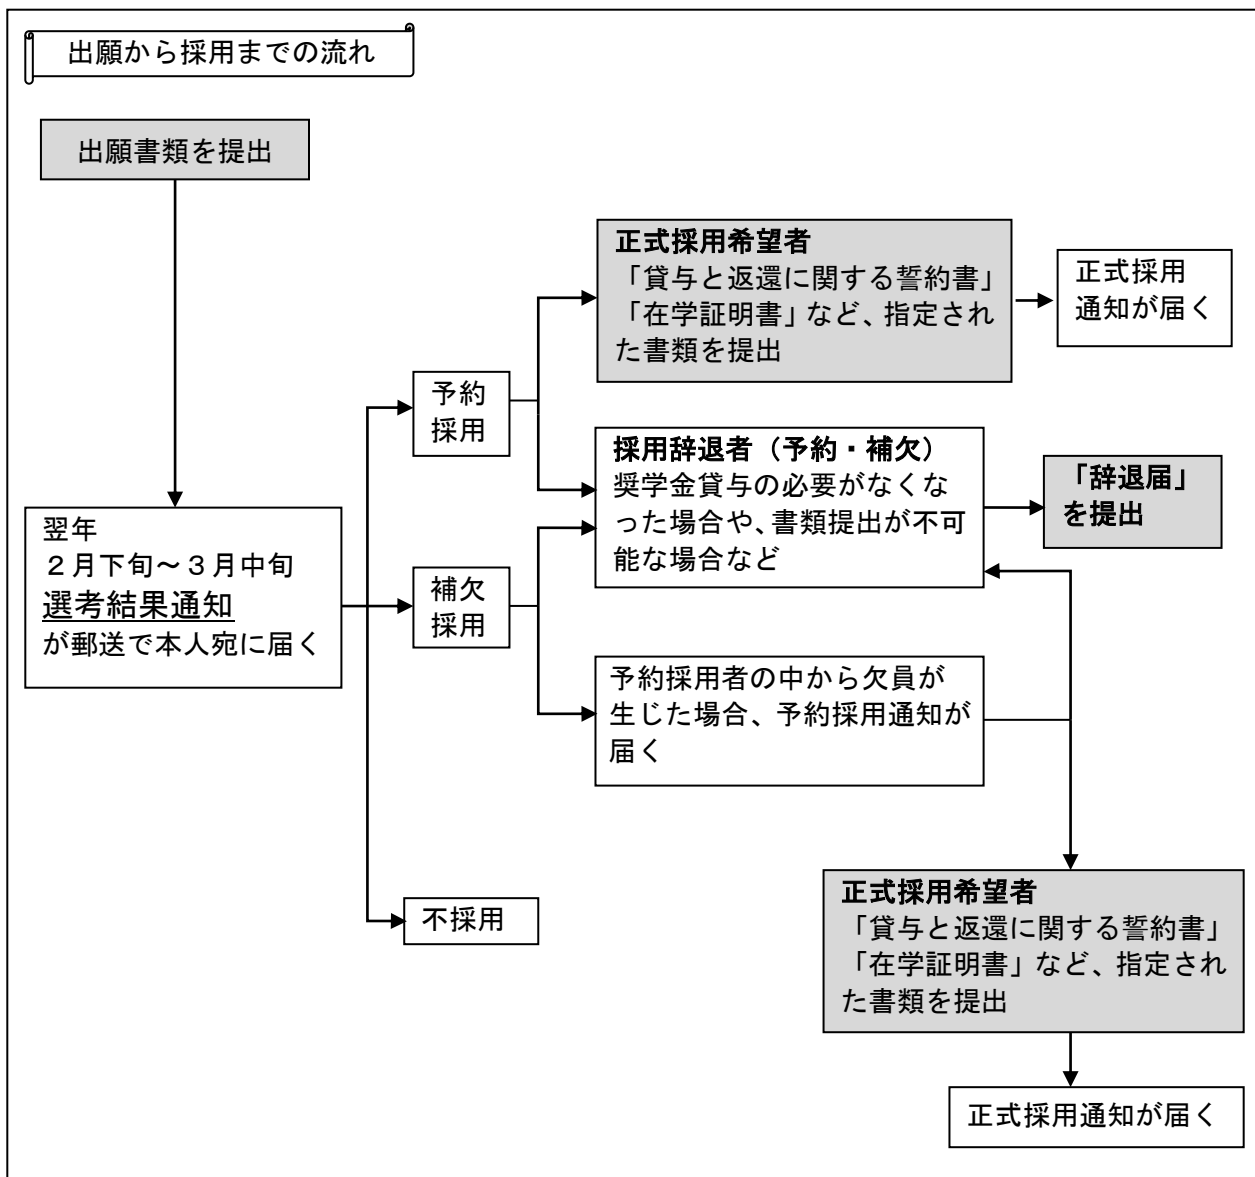 出願から採用までの流れ
出願書類を提出
翌年
２月下旬～３月中旬
選考結果通知
が郵送で本人宛に届く
予約
採用
正式採用希望者
「貸与と返還に関する誓約書」
「在学証明書」など、指定され
た書類を提出
正式採用
通知が届く
採用辞退者（予約・補欠）
奨学金貸与の必要がなくな
った場合や、書類提出が不可
能な場合など
「辞退届」
を提出
補欠
採用
予約採用者の中から欠員が
生じた場合、予約採用通知が
届く
正式採用希望者
「貸与と返還に関する誓約書」
「在学証明書」など、指定され
た書類を提出
正式採用通知が届く
不採用